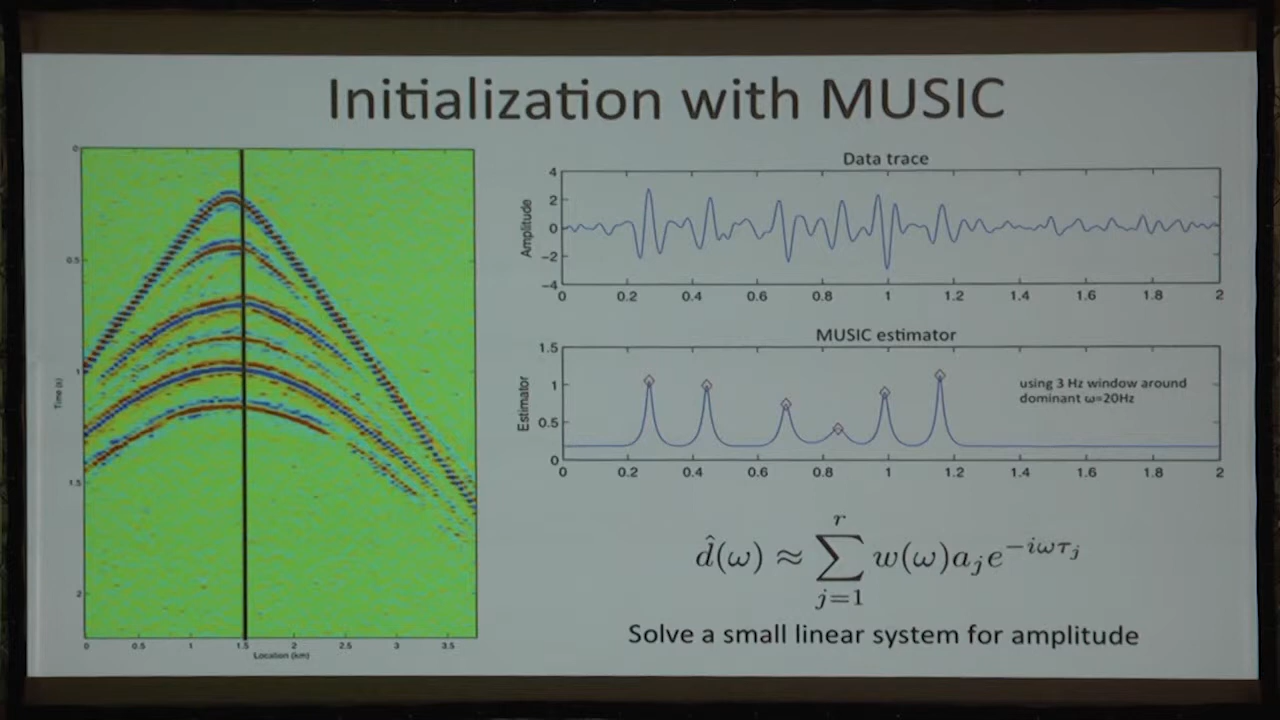 Initialization with MUSIC
0
0.5
1
1.5
2
Time (s)
0 0.5 1 1.5 2 2.5 3 3.5
Location (km)
Data trace
Amplitude
4
2
0
−2
−4
0 0.2 0.4 0.6 0.8 1 1.2 1.4 1.6 1.8 2
MUSIC estimator
Estimator
1.5
1
0.5
0
using 3 Hz window around
dominant ω=20Hz
0 0.2 0.4 0.6 0.8 1 1.2 1.4 1.6 1.8 2
d̂(ω) ≈ ∑_{j=1}^{r} w(ω)a_j e^{−iωτ_j}
Solve a small linear system for amplitude